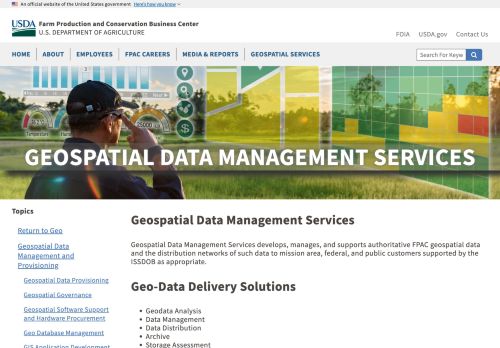 An official website of the United States government Here's how you know
USDA Farm Production and Conservation Business Center
U.S. DEPARTMENT OF AGRICULTURE
FOIA USDA.gov Contact Us
HOME ABOUT EMPLOYEES FPAC CAREERS MEDIA & REPORTS GEOSPATIAL SERVICES
Search For Keyw
GEOSPATIAL DATA MANAGEMENT SERVICES
Topics
Return to Geo
Geospatial Data
Management and
Provisioning
Geospatial Data Provisioning
Geospatial Governance
Geospatial Software Support
and Hardware Procurement
Geo Database Management
GIS Application Development
Geospatial Data Management Services
Geospatial Data Management Services develops, manages, and supports authoritative FPAC geospatial data
and the distribution networks of such data to mission area, federal, and public customers supported by the
ISSDOB as appropriate.
Geo-Data Delivery Solutions
Geodata Analysis
Data Management
Data Distribution
Archive
Storage Assessment